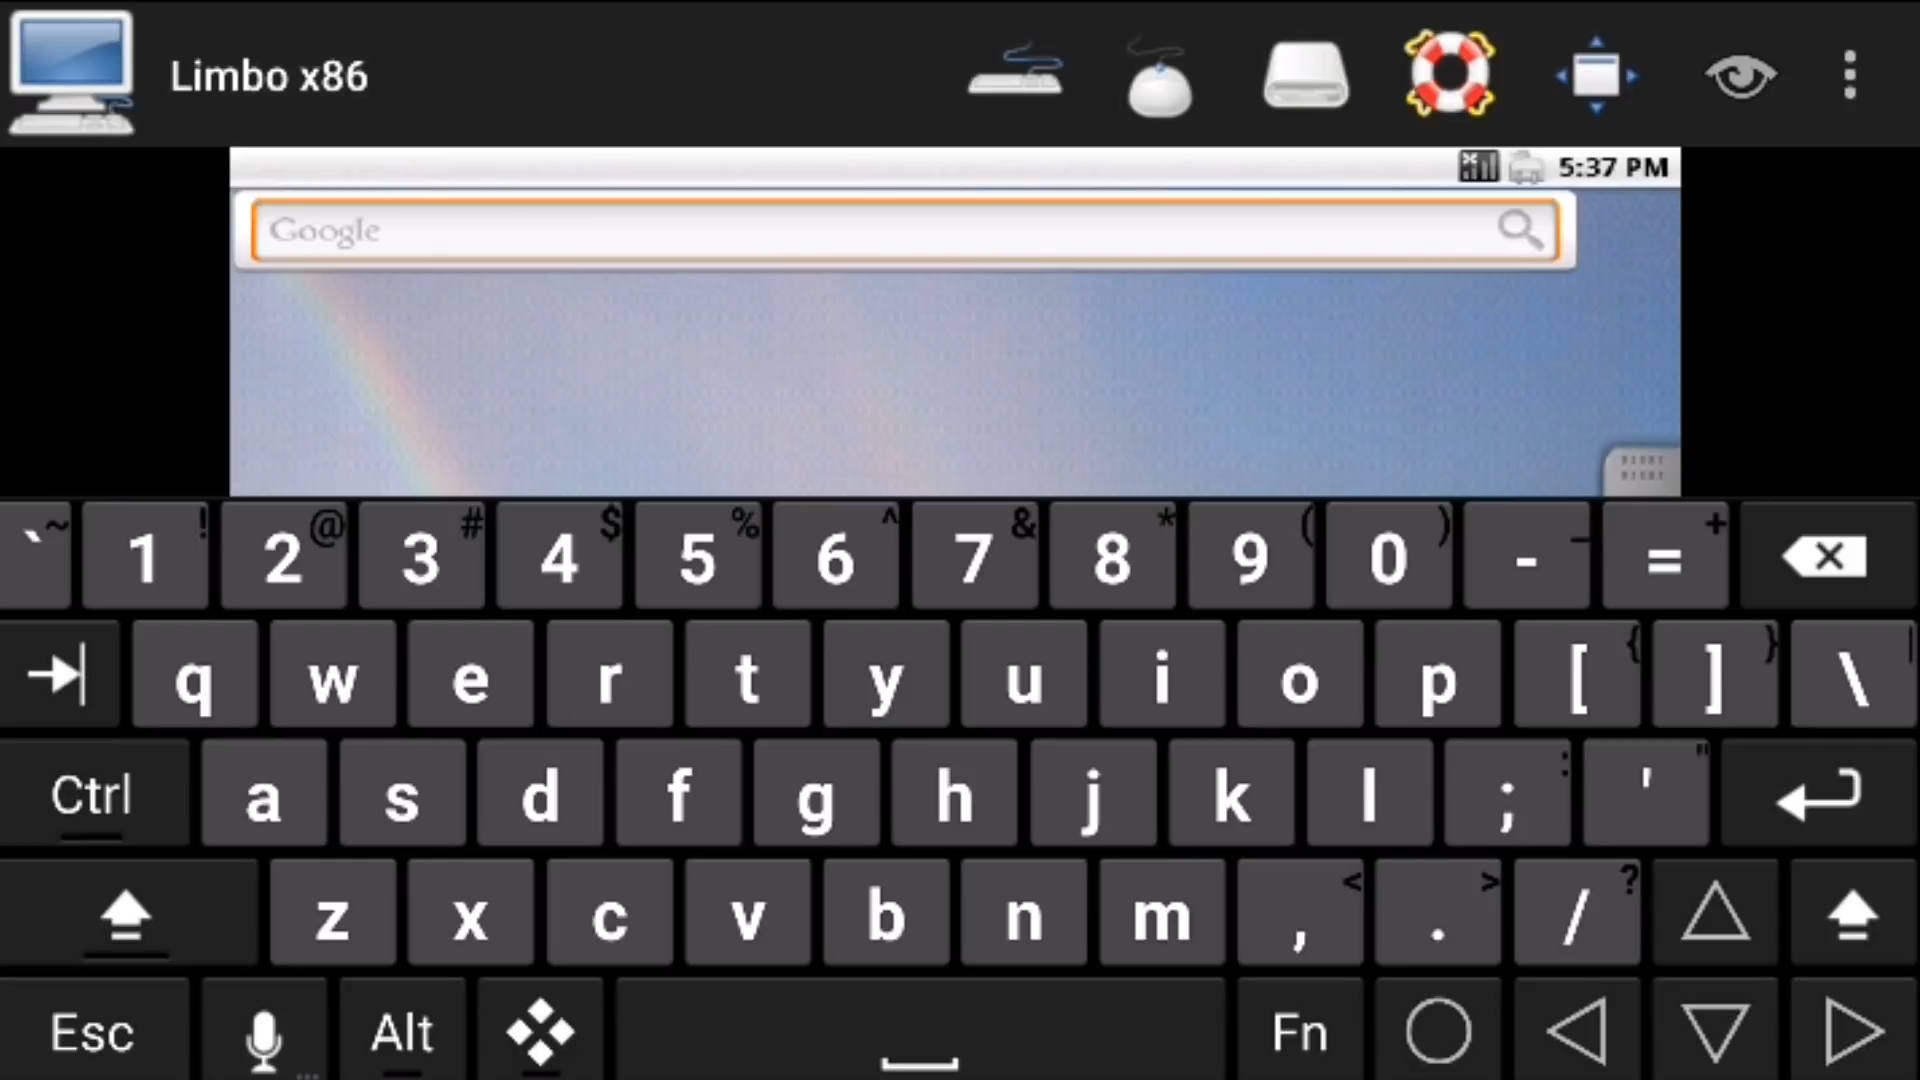 Limbo x86
5:37 PM
Google
` ~ 1 ! 2 @ 3 # 4 $ 5 % 6 ^ 7 & 8 * 9 ( 0 ) - _ = +
q w e r t y u i o p [ { ] } \ |
Ctrl a s d f g h j k l ; : ' "
z x c v b n m , < . > / ?
Esc Alt Fn